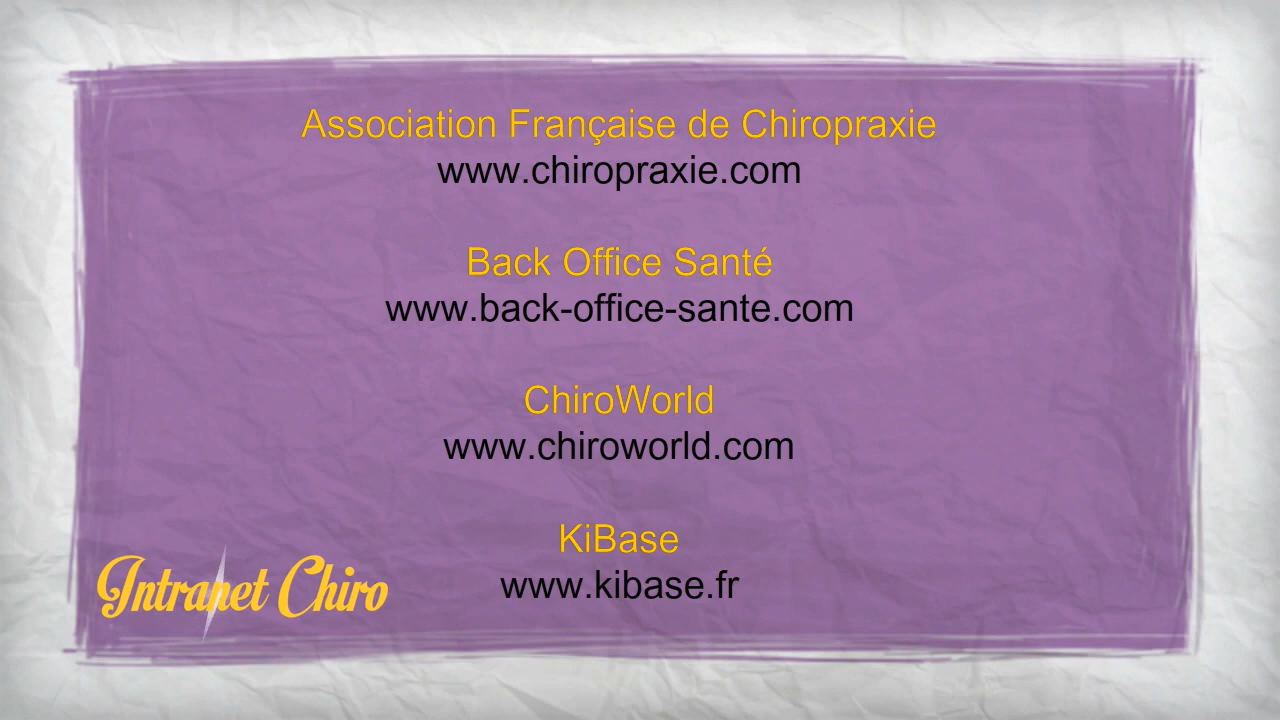 Association Française de Chiropraxie
www.chiropraxie.com
Back Office Santé
www.back-office-sante.com
ChiroWorld
www.chiroworld.com
KiBase
www.kibase.fr
Intranet Chiro